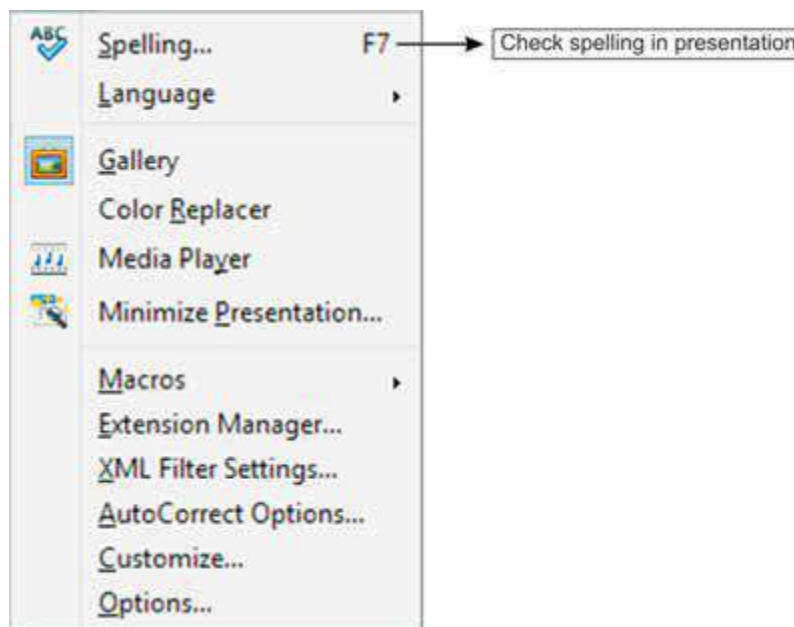 ABC Spelling... F7 Check spelling in presentation
Language
Gallery
Color Replacer
Media Player
Minimize Presentation...
Macros
Extension Manager...
XML Filter Settings...
AutoCorrect Options...
Customize...
Options...